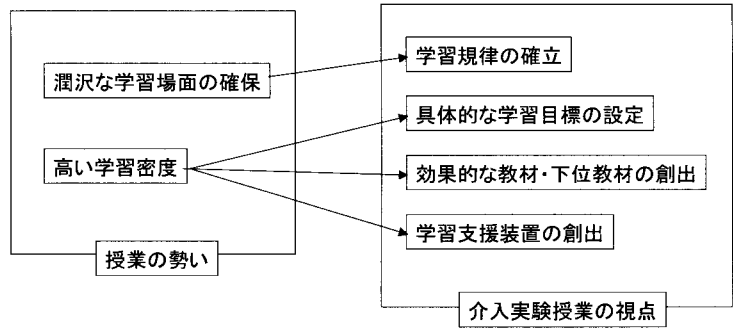 潤沢な学習場面の確保
高い学習密度
授業の勢い
学習規律の確立
具体的な学習目標の設定
効果的な教材・下位教材の創出
学習支援装置の創出
介入実験授業の視点